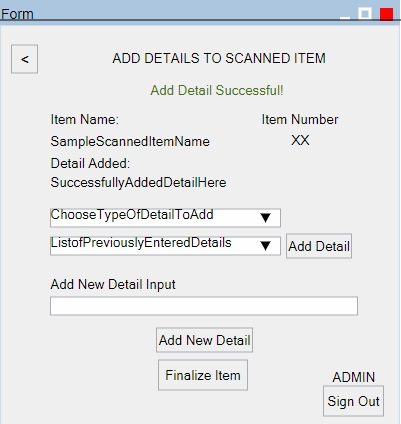 Form
<
ADD DETAILS TO SCANNED ITEM
Add Detail Successful!
Item Name: Item Number
SampleScannedItemName XX
Detail Added:
SuccessfullyAddedDetailHere
ChooseTypeOfDetailToAdd
ListofPreviouslyEnteredDetails Add Detail
Add New Detail Input
Add New Detail
Finalize Item
ADMIN
Sign Out